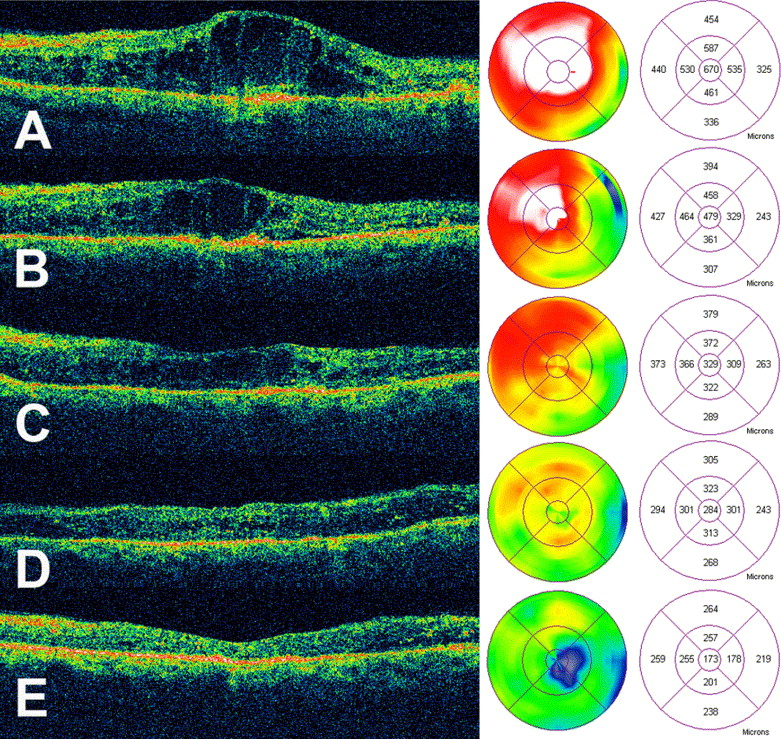 A
454
587
440 530 670 535 325
461
336
Microns
B
394
458
427 464 479 329 243
361
307
Microns
C
379
372
373 366 329 309 263
322
289
Microns
D
305
323
294 301 284 301 243
313
268
Microns
E
264
257
259 255 173 178 219
201
238
Microns